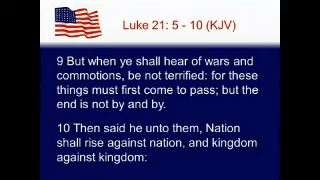 Luke 21: 5 - 10 (KJV)
9 But when ye shall hear of wars and
commotions, be not terrified: for these
things must first come to pass; but the
end is not by and by.
10 Then said he unto them, Nation
shall rise against nation, and kingdom
against kingdom: